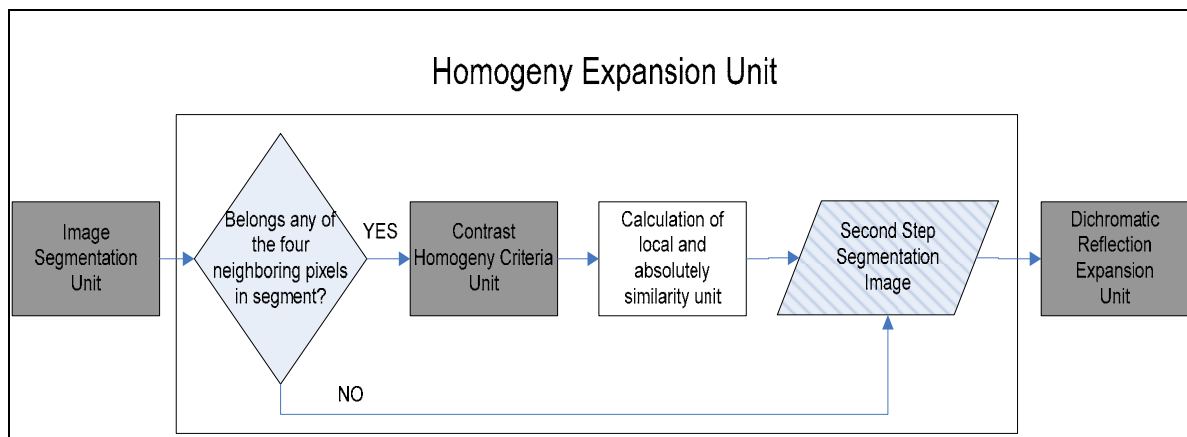 Homogeny Expansion Unit
Image
Segmentation
Unit
Belongs any of
the four
neighboring pixels
in segment?
YES
NO
Contrast
Homogeny Criteria
Unit
Calculation of
local and
absolutely
similarity unit
Second Step
Segmentation
Image
Dichromatic
Reflection
Expansion
Unit